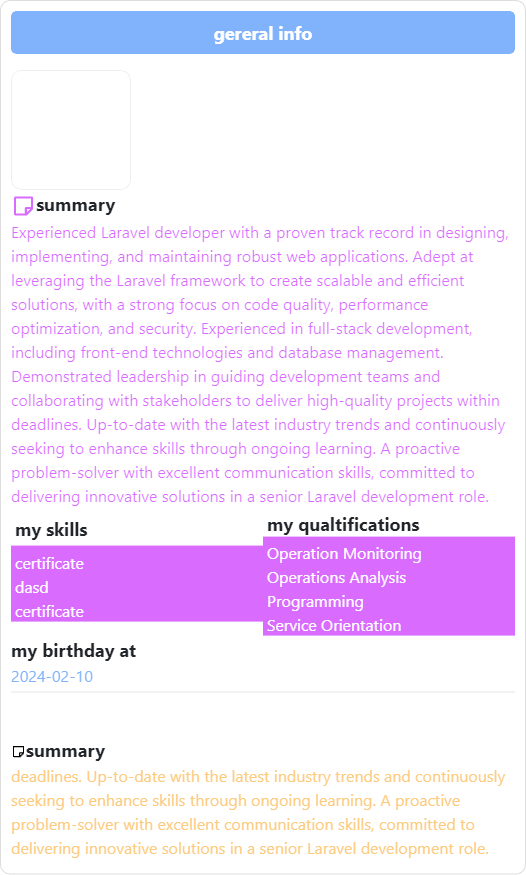 gereral info
summary
Experienced Laravel developer with a proven track record in designing,
implementing, and maintaining robust web applications. Adept at
leveraging the Laravel framework to create scalable and efficient
solutions, with a strong focus on code quality, performance
optimization, and security. Experienced in full-stack development,
including front-end technologies and database management.
Demonstrated leadership in guiding development teams and
collaborating with stakeholders to deliver high-quality projects within
deadlines. Up-to-date with the latest industry trends and continuously
seeking to enhance skills through ongoing learning. A proactive
problem-solver with excellent communication skills, committed to
delivering innovative solutions in a senior Laravel development role.
my skills
certificate
dasd
certificate
my qualtifications
Operation Monitoring
Operations Analysis
Programming
Service Orientation
my birthday at
2024-02-10
summary
deadlines. Up-to-date with the latest industry trends and continuously
seeking to enhance skills through ongoing learning. A proactive
problem-solver with excellent communication skills, committed to
delivering innovative solutions in a senior Laravel development role.